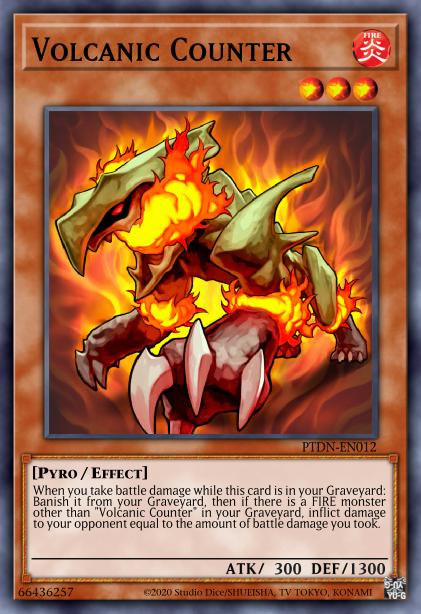 VOLCANIC COUNTER
FIRE
炎
PTDN-EN012
[PYRO / EFFECT]
When you take battle damage while this card is in your Graveyard:
Banish it from your Graveyard, then if there is a FIRE monster
other than "Volcanic Counter" in your Graveyard, inflict damage
to your opponent equal to the amount of battle damage you took.
ATK/ 300 DEF/1300
66436257
©2020 Studio Dice/SHUEISHA, TV TOKYO, KONAMI